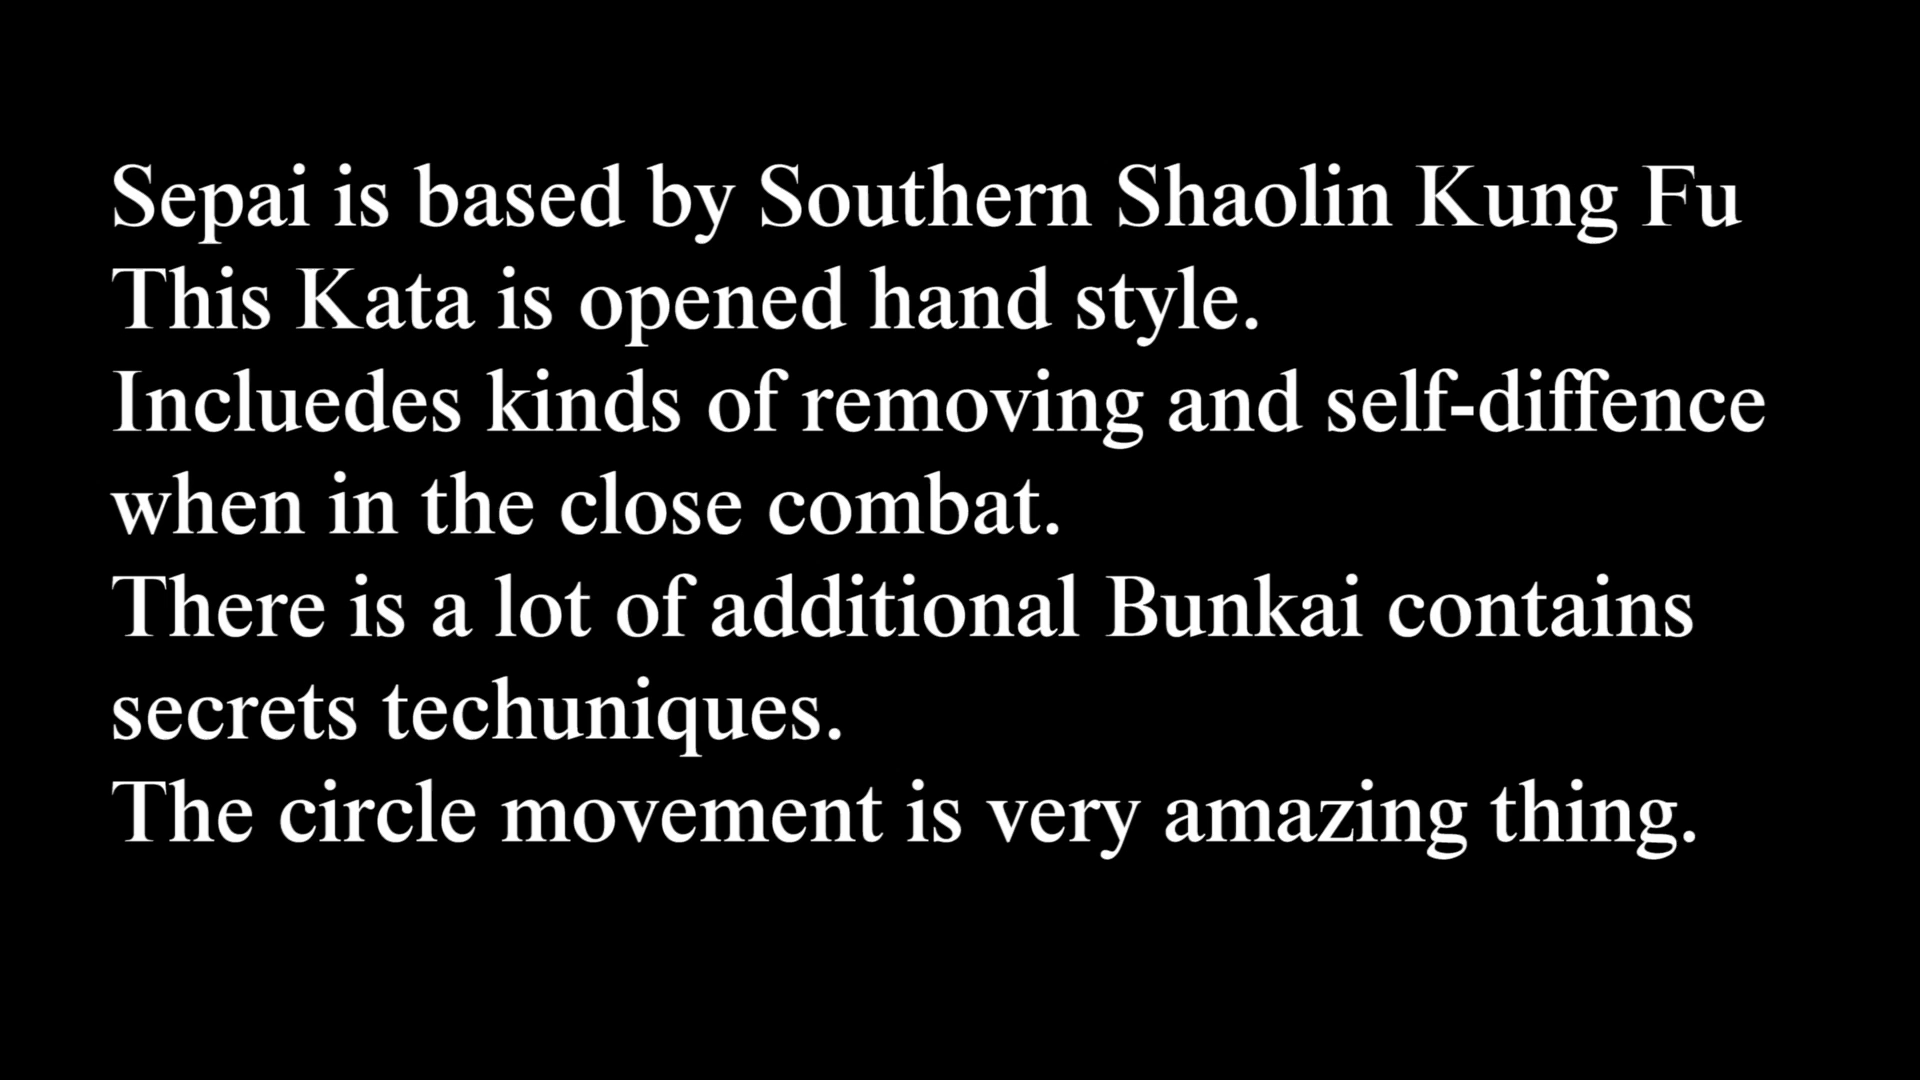 Sepai is based by Southern Shaolin Kung Fu
This Kata is opened hand style.
Incluedes kinds of removing and self-diffence
when in the close combat.
There is a lot of additional Bunkai contains
secrets techuniques.
The circle movement is very amazing thing.